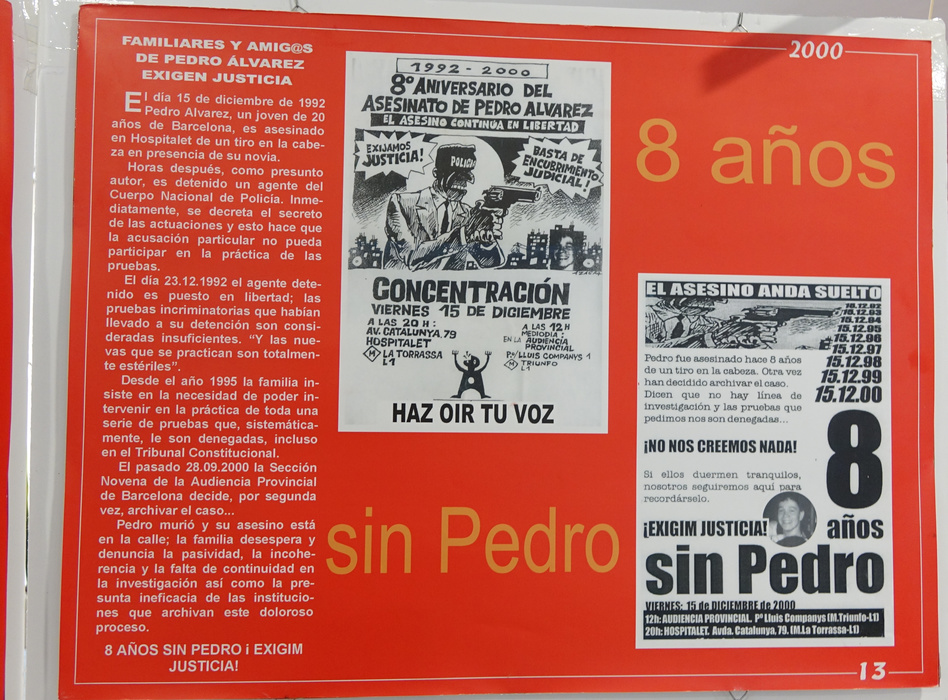 2000
FAMILIARES Y AMIG@S
DE PEDRO ÁLVAREZ
EXIGEN JUSTICIA
El día 15 de diciembre de 1992
Pedro Alvarez, un joven de 20
años de Barcelona, es asesinado
en Hospitalet de un tiro en la cabe-
za en presencia de su novia.
Horas después, como presunto
autor, es detenido un agente del
Cuerpo Nacional de Policía. Inme-
diatamente, se decreta el secreto
de las actuaciones y esto hace que
la acusación particular no pueda
participar en la práctica de las
pruebas.
El día 23.12.1992 el agente dete-
nido es puesto en libertad; las
pruebas incriminatorias que habían
llevado a su detención son consi-
deradas insuficientes. “Y las nue-
vas que se practican son totalmen-
te estériles”.
Desde el año 1995 la familia in-
siste en la necesidad de poder in-
tervenir en la práctica de toda una
serie de pruebas que, sistemática-
mente, le son denegadas, incluso
en el Tribunal Constitucional.
El pasado 28.09.2000 la Sección
Novena de la Audiencia Provincial
de Barcelona decide, por segunda
vez, archivar el caso...
Pedro murió y su asesino está
en la calle; la familia desespera y
denuncia la pasividad, la incohe-
rencia y la falta de continuidad en
la investigación así como la pre-
sunta ineficacia de las institucio-
nes que archivan este doloroso
proceso.
8 AÑOS SIN PEDRO ¡ EXIGIM
JUSTICIA!
1992 - 2000
8º ANIVERSARIO DEL
ASESINATO DE PEDRO ALVAREZ
EL ASESINO CONTINUA EN LIBERTAD
EXIJAMOS
JUSTICIA!
POLICIA
BASTA DE
ENCUBRIMIENTO
JUDICIAL!
CONCENTRACIÓN
VIERNES 15 DE DICIEMBRE
A LAS 20 H:
AV. CATALUNYA, 79
HOSPITALET
M LA TORRASSA
L1
A LAS 12H
MEDIODIA:
EN LA AUDIENCIA
PROVINCIAL
Pº/ LLUIS COMPANYS 1
M TRIUNFO
L1
HAZ OIR TU VOZ
8 años
sin Pedro
EL ASESINO ANDA SUELTO
15.12.92
15.12.93
15.12.94
15.12.95
15.12.96
15.12.97
15.12.98
15.12.99
15.12.00
Pedro fue asesinado hace 8 años
de un tiro en la cabeza. Otra vez
han decidido archivar el caso.
Dicen que no hay línea de
investigación y las pruebas que
pedimos nos son denegadas...
¡NO NOS CREEMOS NADA!
Si ellos duermen tranquilos,
nosotros seguiremos aquí para
recordárselo.
8
años
¡EXIGIM JUSTICIA!
sin Pedro
VIERNES: 15 de DICIEMBRE de 2000
12h: AUDIENCIA PROVINCIAL. Pº Lluis Companys (M.Triunfo-L1)
20h: HOSPITALET. Avda. Catalunya, 79. (M.La Torrassa-L1)
13